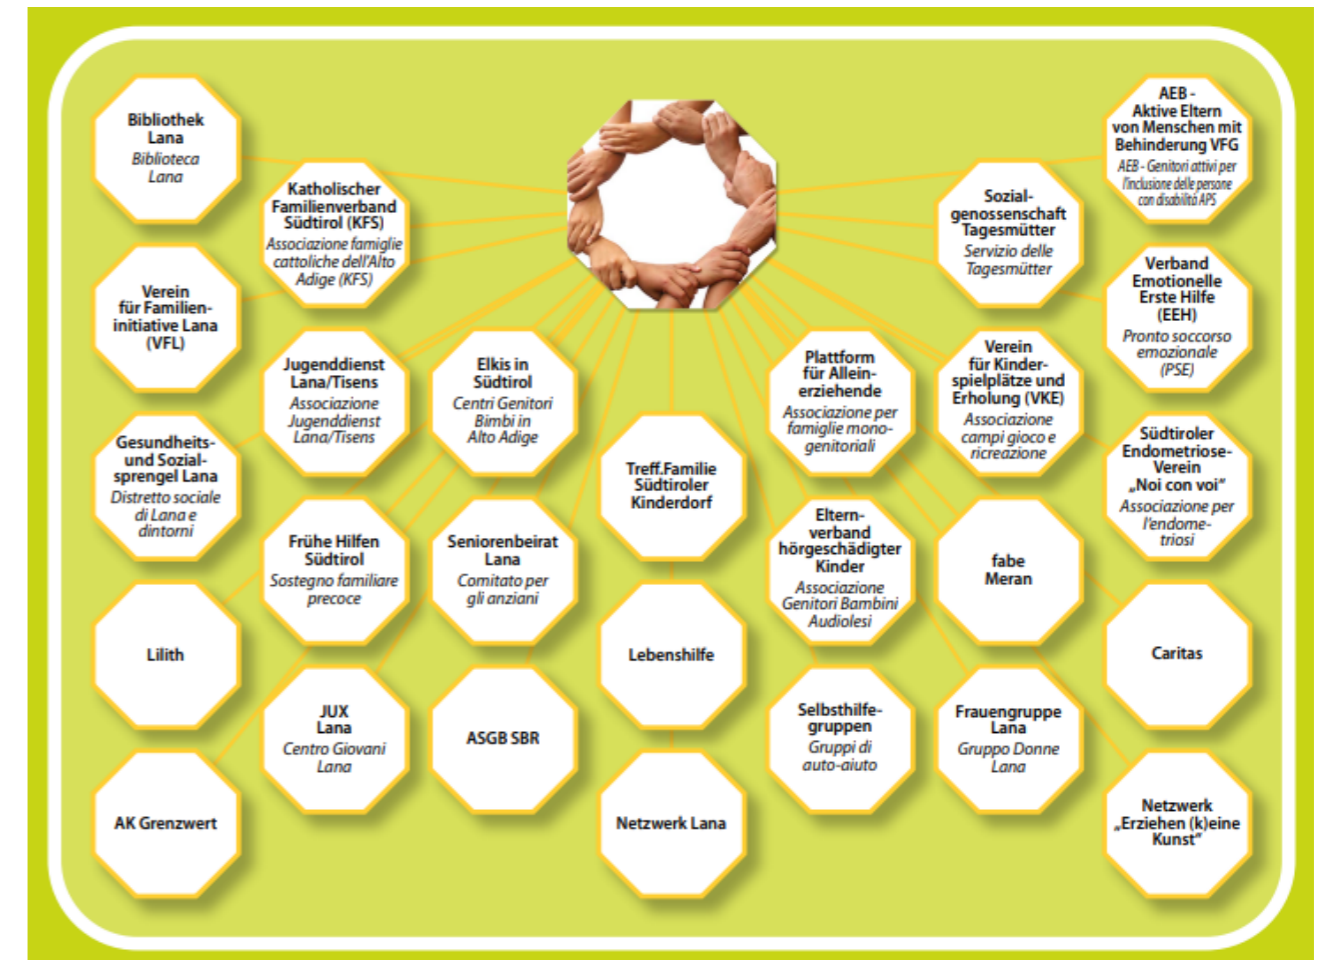 Bibliothek
Lana
Biblioteca
Lana
Verein
für Familien-
initiative Lana
(VFL)
Gesundheits-
und Sozial-
sprengel Lana
Distretto sociale
di Lana e
dintorni
Lilith
AK Grenzwert
Katholischer
Familienverband
Südtirol (KFS)
Associazione famiglie
cattoliche dell'Alto
Adige (KFS)
Jugenddienst
Lana/Tisens
Associazione
Jugenddienst
Lana/Tisens
Frühe Hilfen
Südtirol
Sostegno familiare
precoce
JUX
Lana
Centro Giovani
Lana
Elkis in
Südtirol
Centri Genitori
Bimbi in
Alto Adige
Seniorenbeirat
Lana
Comitato per
gli anziani
ASGB SBR
Treff.Familie
Südtiroler
Kinderdorf
Lebenshilfe
Netzwerk Lana
Plattform
für Allein-
erziehende
Associazione per
famiglie mono-
genitoriali
Eltern-
verband
hörgeschädigter
Kinder
Associazione
Genitori Bambini
Audiolesi
Selbsthilfe-
gruppen
Gruppi di
auto-aiuto
Sozial-
genossenschaft
Tagesmütter
Servizio delle
Tagesmütter
Verein
für Kinder-
spielplätze und
Erholung (VKE)
Associazione
campi gioco e
ricreazione
fabe
Meran
Frauengruppe
Lana
Gruppo Donne
Lana
AEB -
Aktive Eltern
von Menschen mit
Behinderung VFG
AEB - Genitori attivi per
l'inclusione delle persone
con disabilità APS
Verband
Emotionelle
Erste Hilfe
(EEH)
Pronto soccorso
emozionale
(PSE)
Südtiroler
Endometriose-
Verein
„Noi con voi"
Associazione per
l'endome-
triosi
Caritas
Netzwerk
„Erziehen (k)eine
Kunst"